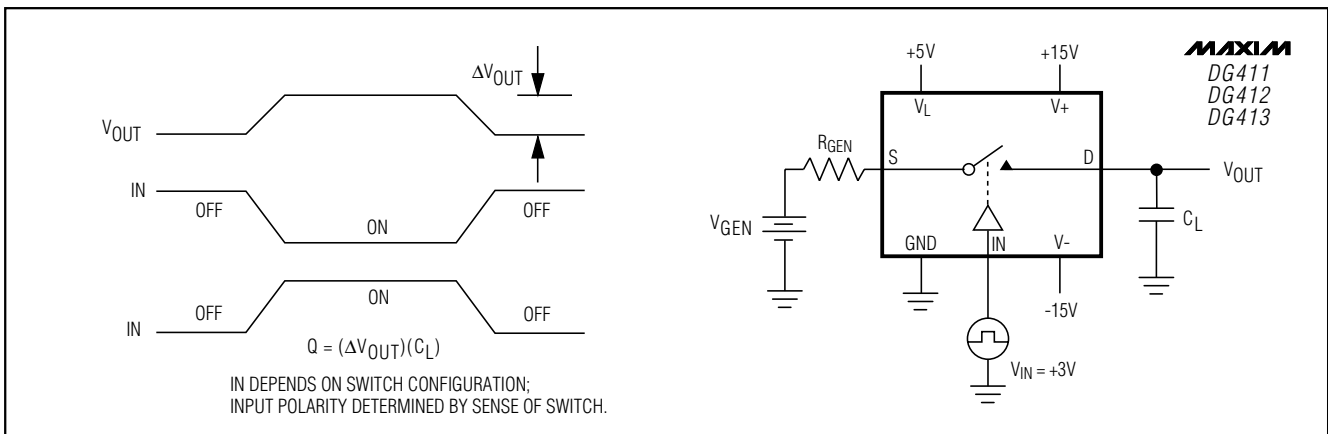 ΔVOUT
VOUT
IN
OFF
ON
OFF
IN
OFF
ON
OFF
Q = (ΔVOUT)(CL)
IN DEPENDS ON SWITCH CONFIGURATION;
INPUT POLARITY DETERMINED BY SENSE OF SWITCH.
+5V
+15V
MAXIM
DG411
DG412
DG413
VL
V+
RGEN
S
D
VOUT
VGEN
CL
GND
IN
V-
-15V
VIN = +3V